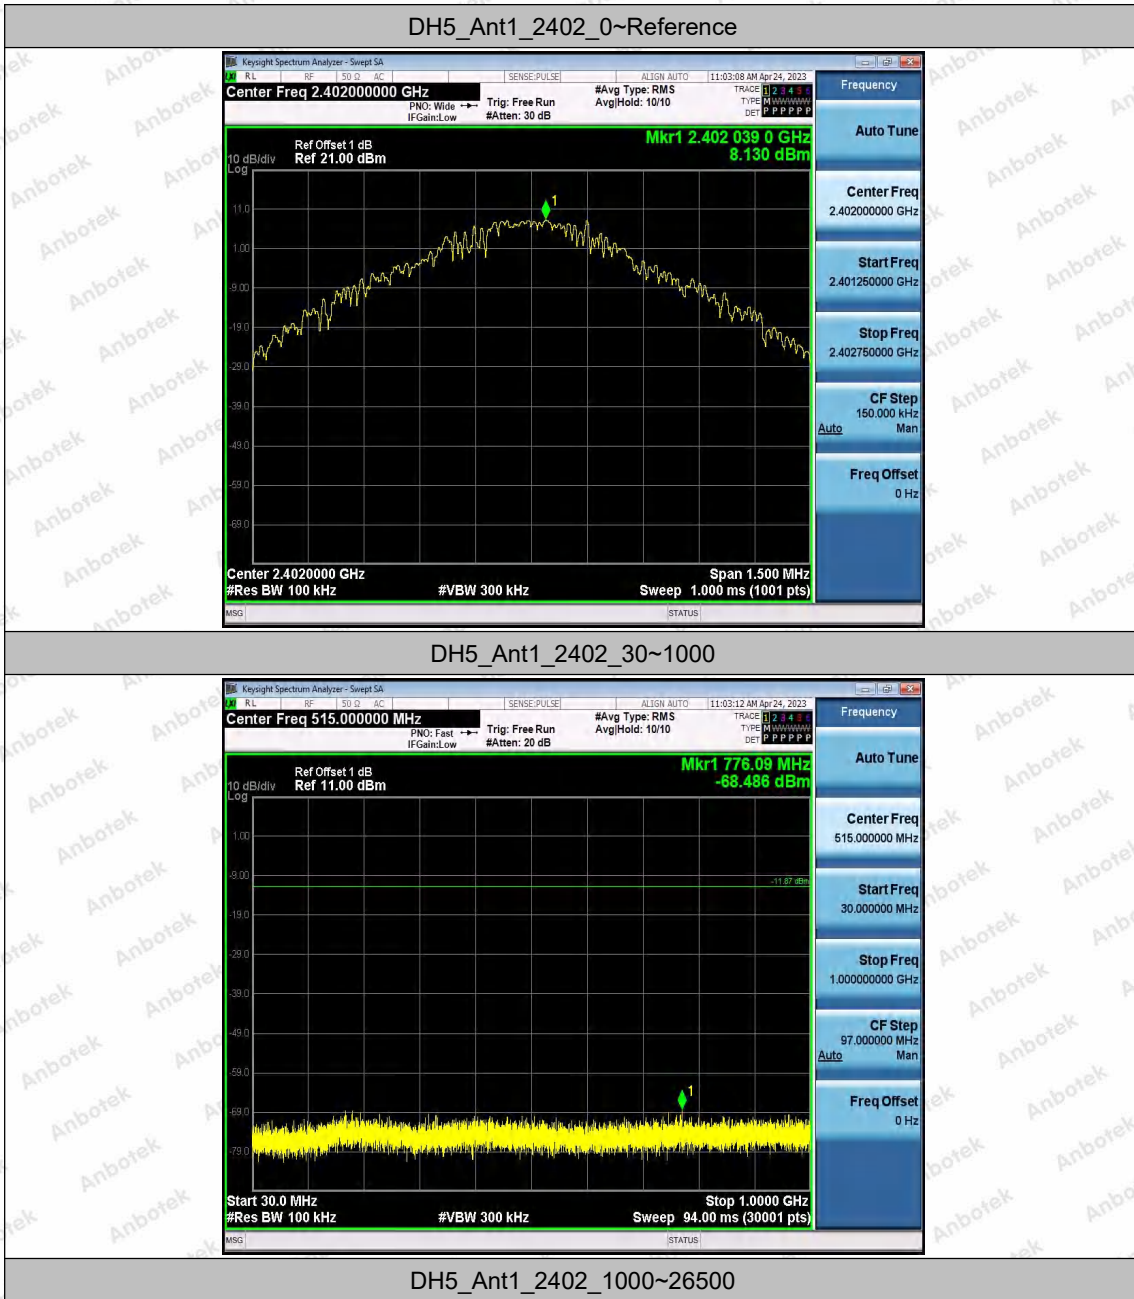 DH5_Ant1_2402_0~Reference
Keysight Spectrum Analyzer - Swept SA
RL RF 50 Ω AC SENSE:PULSE ALIGN AUTO 11:03:08 AM Apr 24, 2023
Center Freq 2.402000000 GHz
PNO: Wide
IFGain:Low
Trig: Free Run
#Atten: 30 dB
#Avg Type: RMS
Avg|Hold: 10/10
TRACE 1 2 3 4 5 6
TYPE M W W W W W
DET P P P P P P
Mkr1 2.402 039 0 GHz
8.130 dBm
Ref Offset 1 dB
10 dB/div Ref 21.00 dBm
Log
11.0
1
1.00
-9.00
-19.0
-29.0
-39.0
-49.0
-59.0
-69.0
Center 2.4020000 GHz Span 1.500 MHz
#Res BW 100 kHz #VBW 300 kHz Sweep 1.000 ms (1001 pts)
MSG STATUS
Frequency
Auto Tune
Center Freq
2.402000000 GHz
Start Freq
2.401250000 GHz
Stop Freq
2.402750000 GHz
CF Step
150.000 kHz
Auto Man
Freq Offset
0 Hz
DH5_Ant1_2402_30~1000
Keysight Spectrum Analyzer - Swept SA
RL RF 50 Ω AC SENSE:PULSE ALIGN AUTO 11:03:12 AM Apr 24, 2023
Center Freq 515.000000 MHz
PNO: Fast
IFGain:Low
Trig: Free Run
#Atten: 20 dB
#Avg Type: RMS
Avg|Hold: 10/10
TRACE 1 2 3 4 5 6
TYPE M W W W W W
DET P P P P P P
Mkr1 776.09 MHz
-68.486 dBm
Ref Offset 1 dB
10 dB/div Ref 11.00 dBm
Log
1.00
-9.00
-11.87 dBm
-19.0
-29.0
-39.0
-49.0
-59.0
1
-69.0
-79.0
Start 30.0 MHz Stop 1.0000 GHz
#Res BW 100 kHz #VBW 300 kHz Sweep 94.00 ms (30001 pts)
MSG STATUS
Frequency
Auto Tune
Center Freq
515.000000 MHz
Start Freq
30.000000 MHz
Stop Freq
1.000000000 GHz
CF Step
97.000000 MHz
Auto Man
Freq Offset
0 Hz
DH5_Ant1_2402_1000~26500
Anbotek